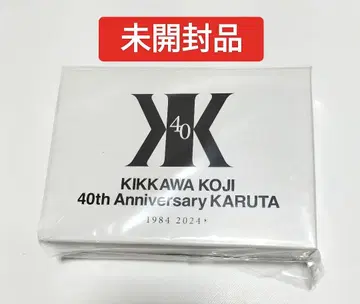 未開封品
40
KIKKAWA KOJI
40th Anniversary KARUTA
1984 2024+